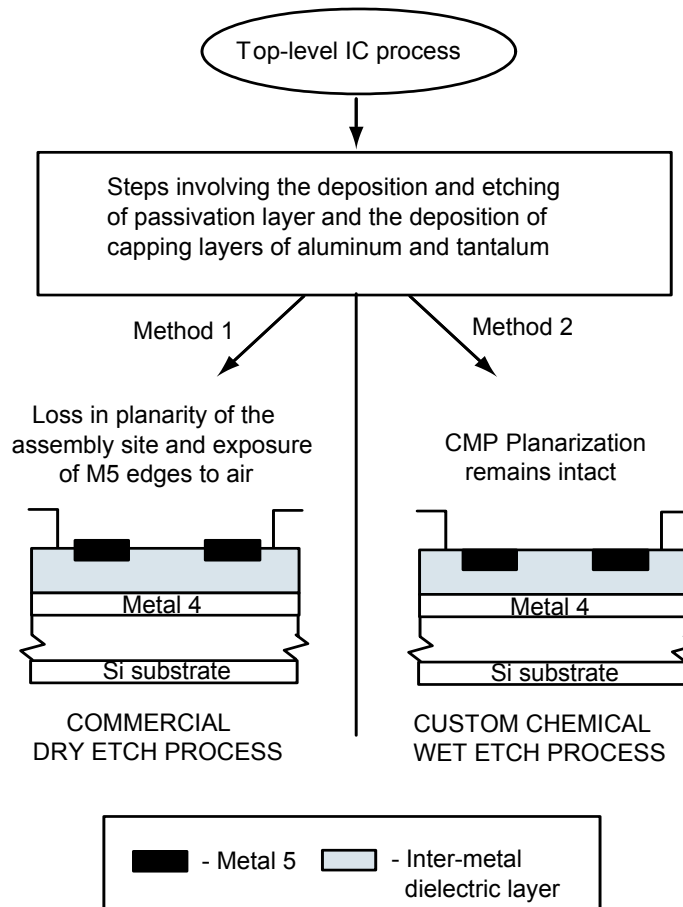 Top-level IC process
Steps involving the deposition and etching
of passivation layer and the deposition of
capping layers of aluminum and tantalum
Method 1
Method 2
Loss in planarity of the
assembly site and exposure
of M5 edges to air
CMP Planarization
remains intact
Metal 4
Si substrate
Metal 4
Si substrate
COMMERCIAL
DRY ETCH PROCESS
CUSTOM CHEMICAL
WET ETCH PROCESS
- Metal 5
- Inter-metal
dielectric layer